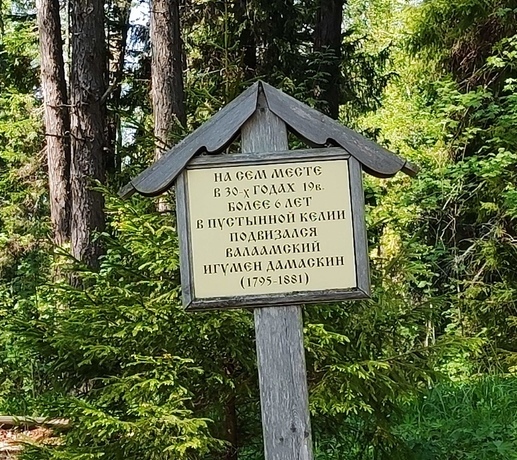 НА СЕМ МЕСТЕ
В 30-х ГОДАХ 19в.
БОЛЕЕ 6 ЛЕТ
В ПУСТЫННОЙ КЕЛИИ
ПОДВИЗАЛСЯ
ВАЛААМСКИЙ
ИГУМЕН ДАМАСКИН
(1795-1881)